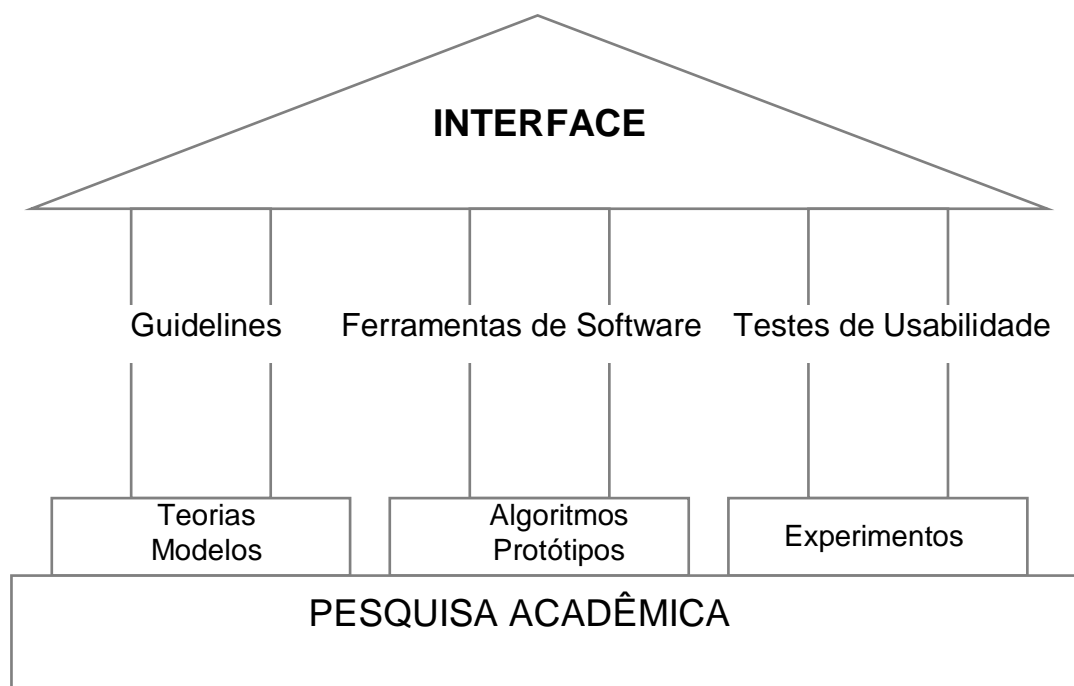 INTERFACE
Guidelines
Ferramentas de Software
Testes de Usabilidade
Teorias
Modelos
Algoritmos
Protótipos
Experimentos
PESQUISA ACADÊMICA